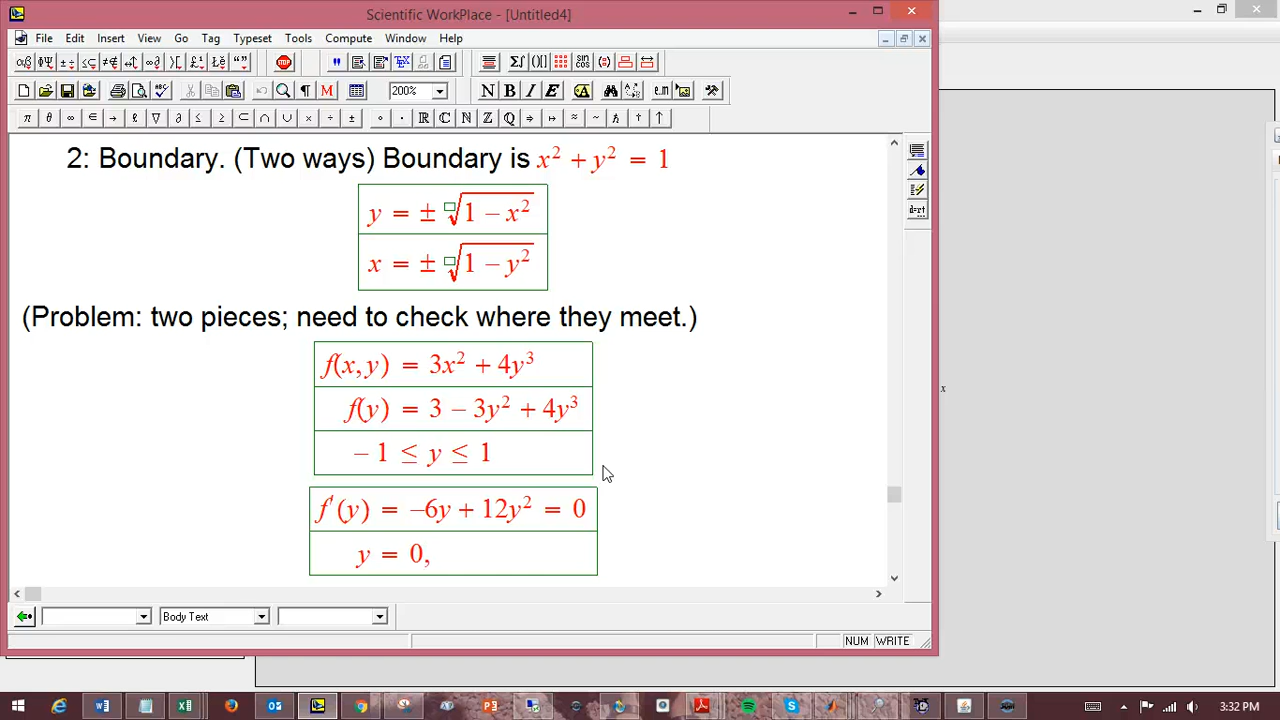 Scientific WorkPlace - [Untitled4]
File Edit Insert View Go Tag Typeset Tools Compute Window Help
200%
2: Boundary. (Two ways) Boundary is x² + y² = 1
y = ± √1 − x²
x = ± √1 − y²
(Problem: two pieces; need to check where they meet.)
f(x, y) = 3x² + 4y³
f(y) = 3 − 3y² + 4y³
− 1 ≤ y ≤ 1
f′(y) = −6y + 12y² = 0
y = 0,
x
Body Text
NUM WRITE
3:32 PM